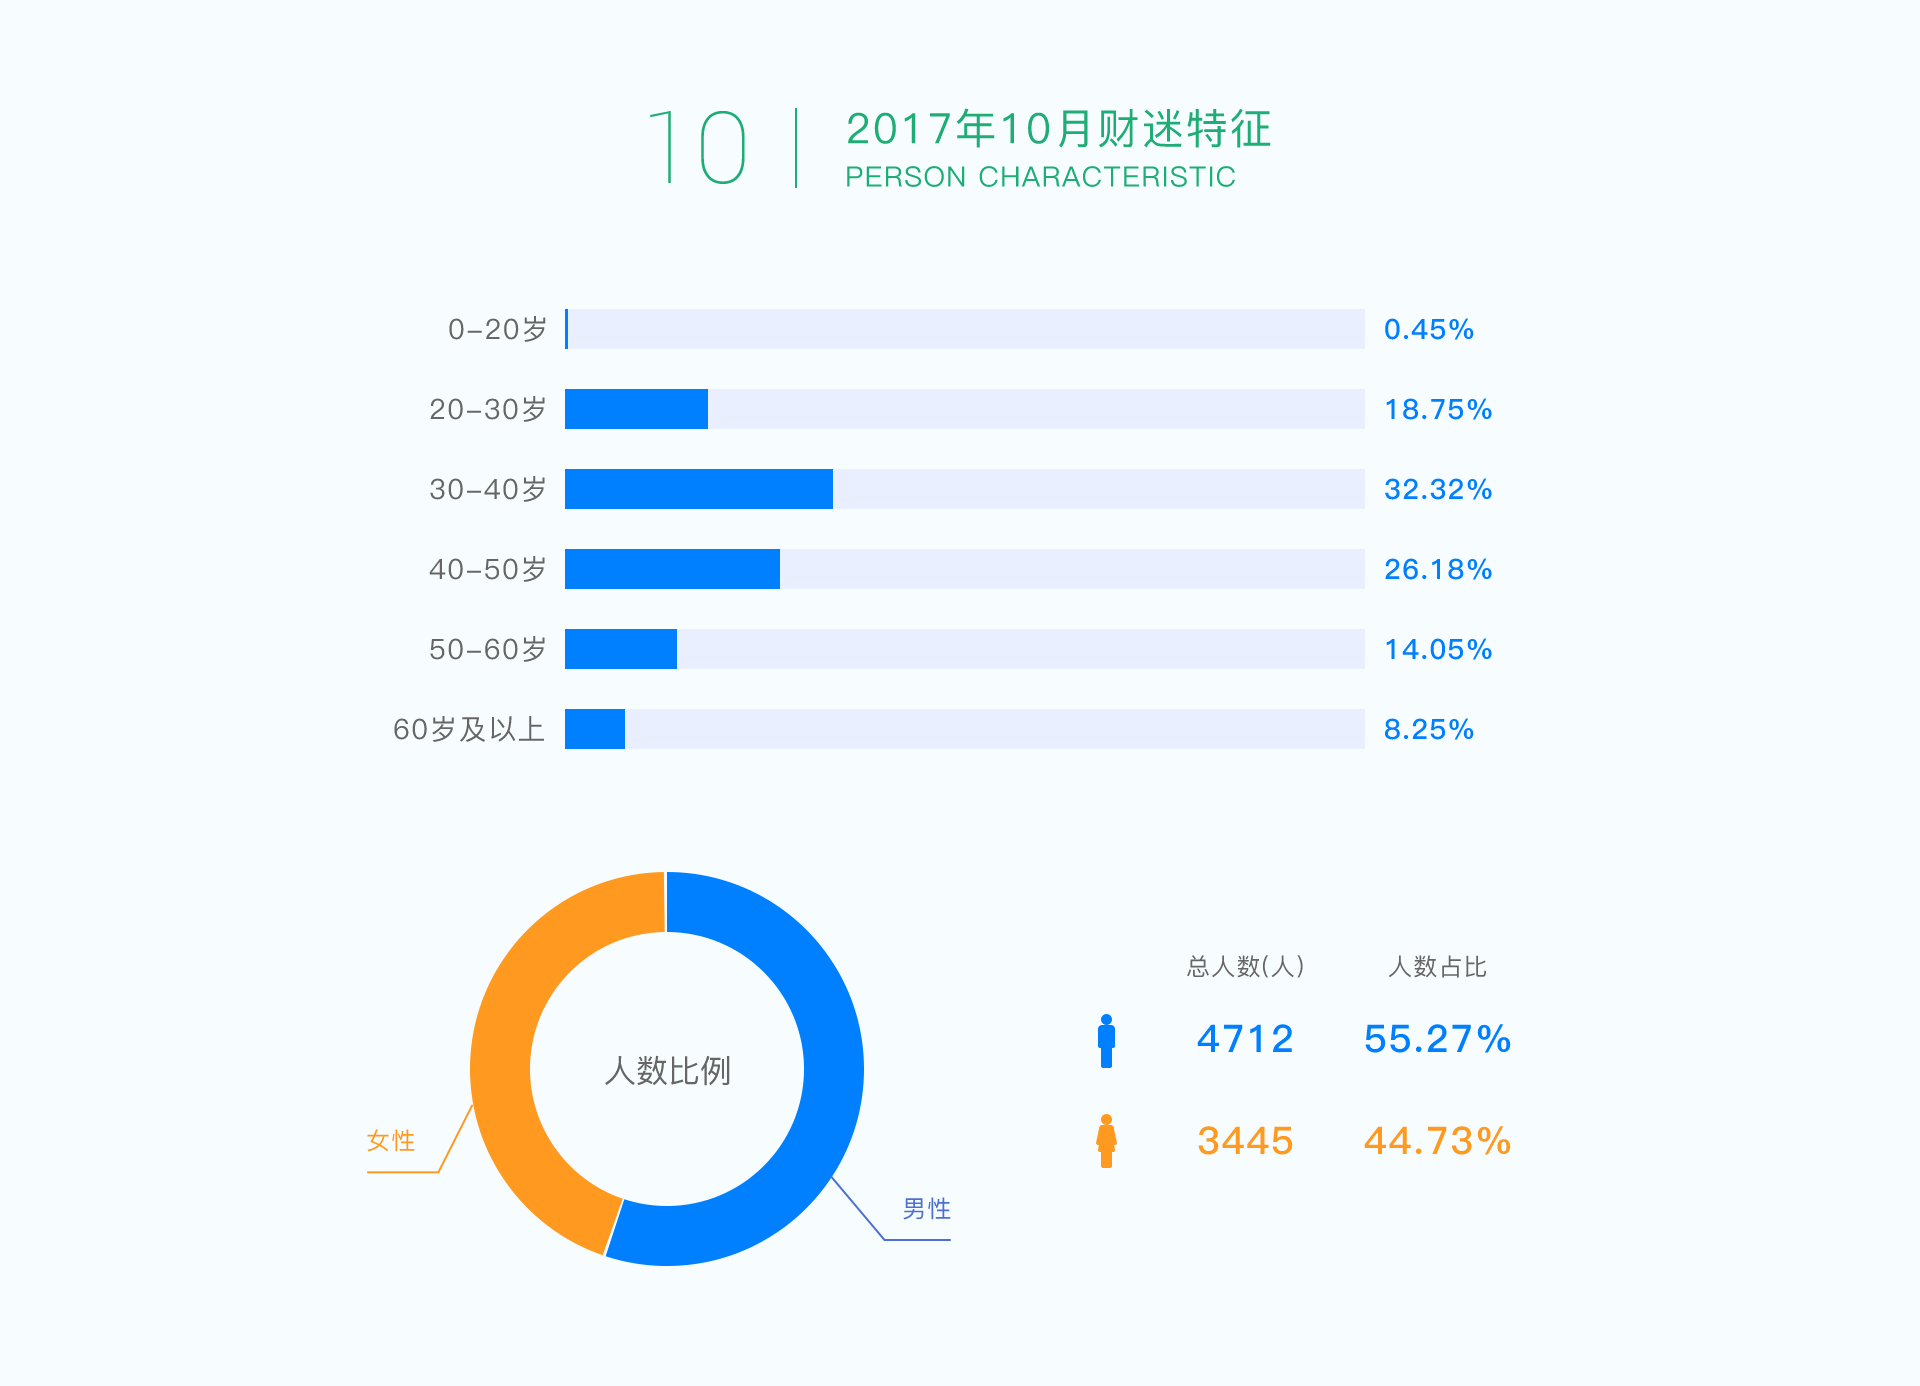 10
2017年10月财迷特征
PERSON CHARACTERISTIC
0-20岁 0.45%
20-30岁 18.75%
30-40岁 32.32%
40-50岁 26.18%
50-60岁 14.05%
60岁及以上 8.25%
人数比例
女性
男性
总人数(人) 人数占比
4712 55.27%
3445 44.73%